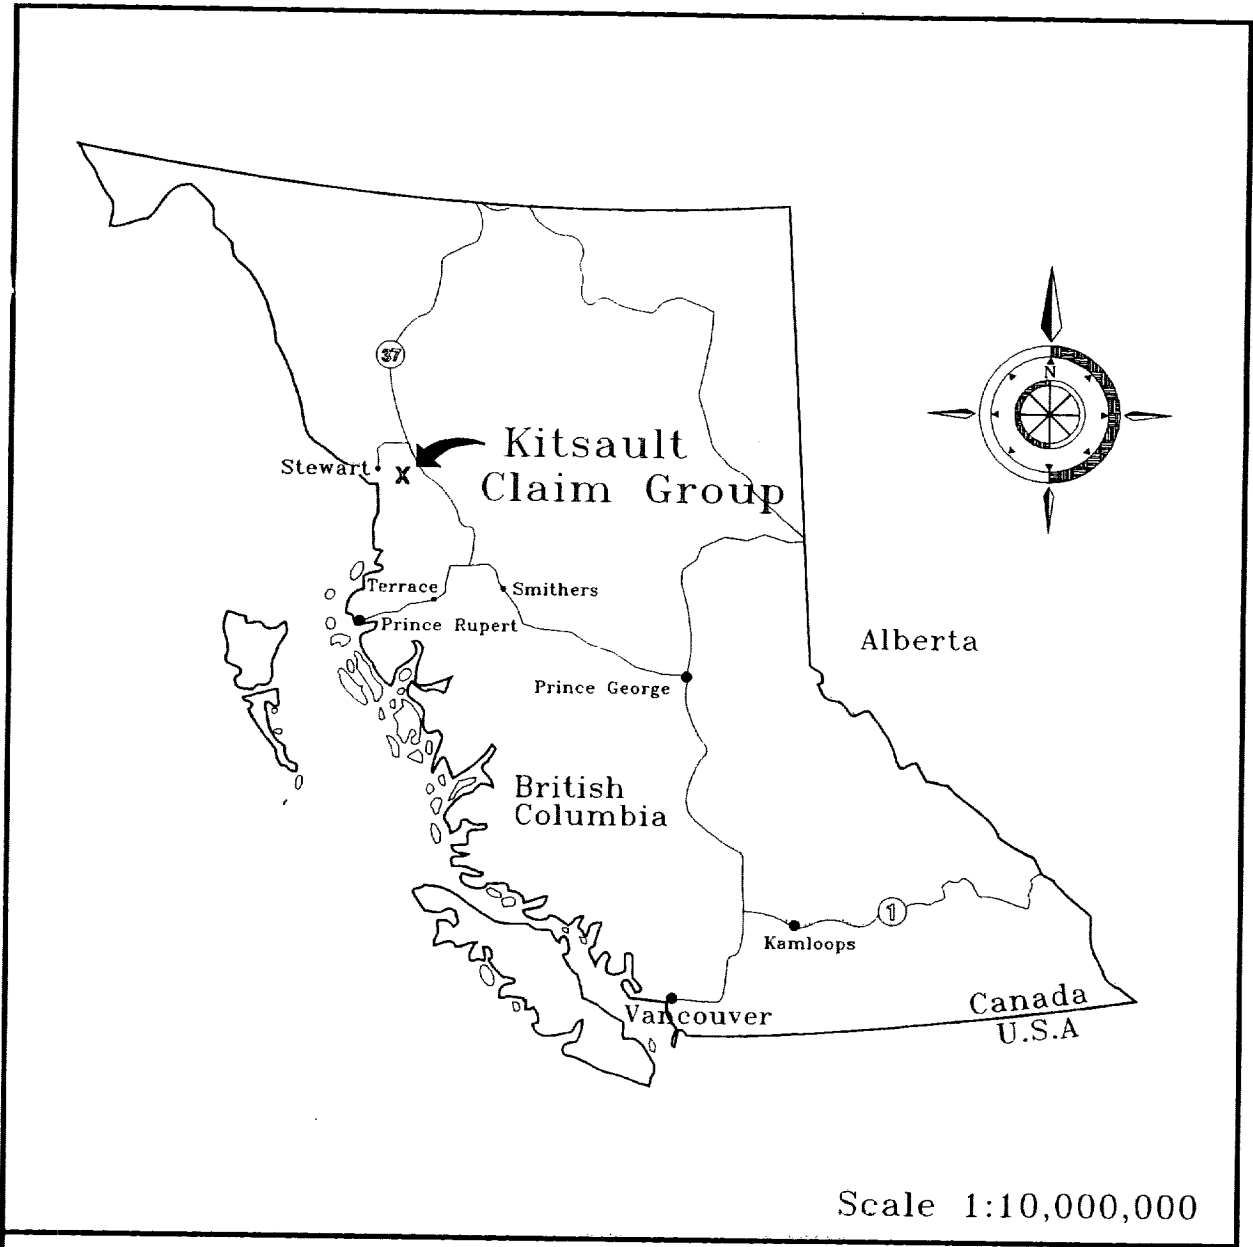 37
N
Kitsault
Stewart
X
Claim Group
Terrace
Smithers
Prince Rupert
Alberta
Prince George
British
Columbia
1
Kamloops
Canada
Vancouver
U.S.A
Scale 1:10,000,000